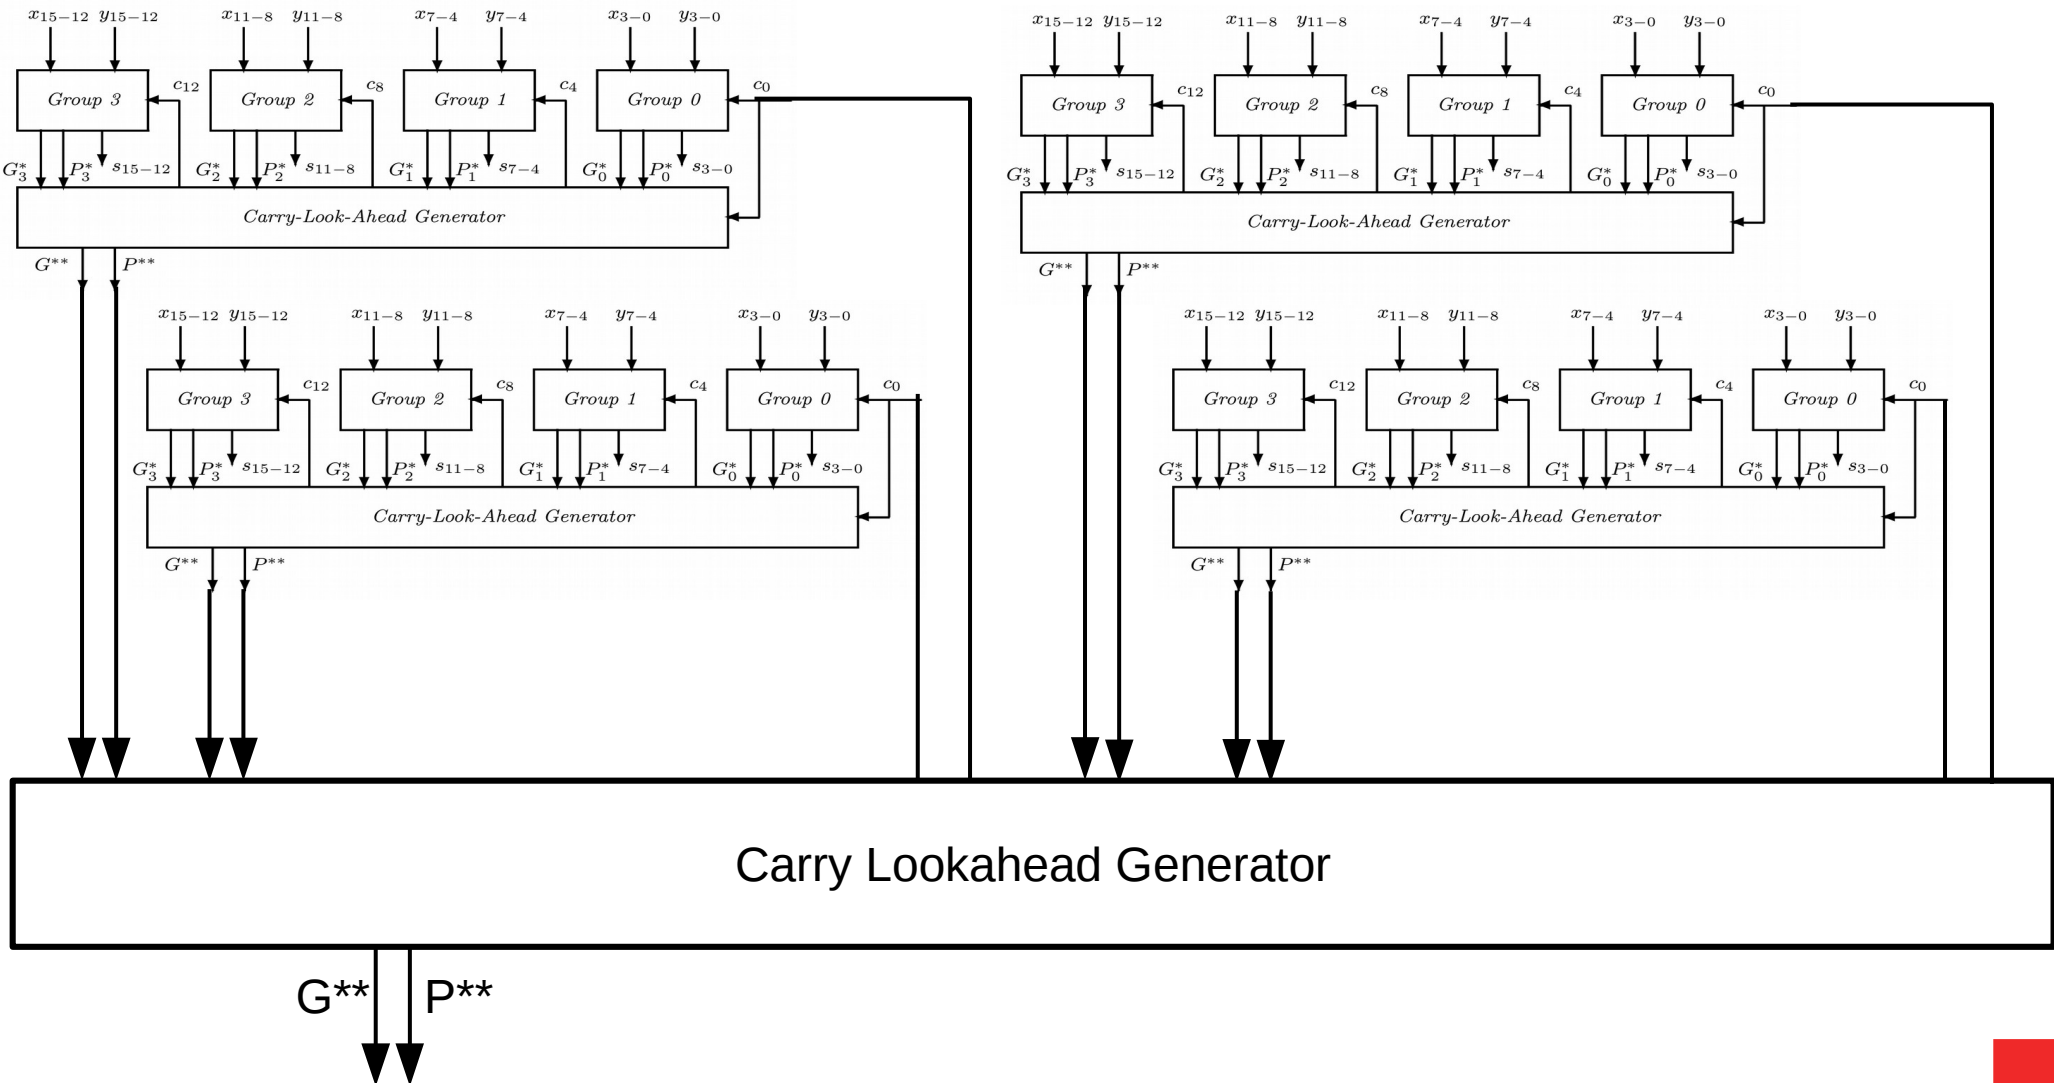 x15−12 y15−12 x11−8 y11−8 x7−4 y7−4 x3−0 y3−0
Group 3 c12 Group 2 c8 Group 1 c4 Group 0 c0
G*3 P*3 s15−12 G*2 P*2 s11−8 G*1 P*1 s7−4 G*0 P*0 s3−0
Carry-Look-Ahead Generator
G** P**
x15−12 y15−12 x11−8 y11−8 x7−4 y7−4 x3−0 y3−0
Group 3 c12 Group 2 c8 Group 1 c4 Group 0 c0
G*3 P*3 s15−12 G*2 P*2 s11−8 G*1 P*1 s7−4 G*0 P*0 s3−0
Carry-Look-Ahead Generator
G** P**
x15−12 y15−12 x11−8 y11−8 x7−4 y7−4 x3−0 y3−0
Group 3 c12 Group 2 c8 Group 1 c4 Group 0 c0
G*3 P*3 s15−12 G*2 P*2 s11−8 G*1 P*1 s7−4 G*0 P*0 s3−0
Carry-Look-Ahead Generator
G** P**
x15−12 y15−12 x11−8 y11−8 x7−4 y7−4 x3−0 y3−0
Group 3 c12 Group 2 c8 Group 1 c4 Group 0 c0
G*3 P*3 s15−12 G*2 P*2 s11−8 G*1 P*1 s7−4 G*0 P*0 s3−0
Carry-Look-Ahead Generator
G** P**
Carry Lookahead Generator
G** P**